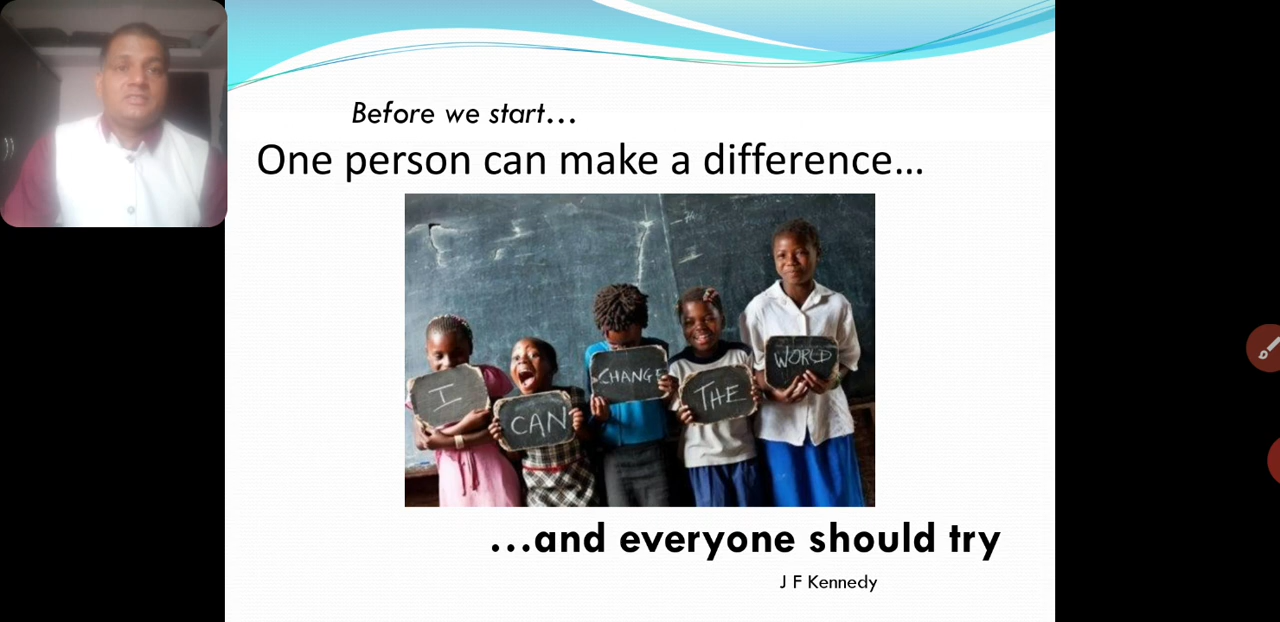 Before we start…
One person can make a difference…
I
CAN
CHANGE
THE
WORLD
…and everyone should try
J F Kennedy